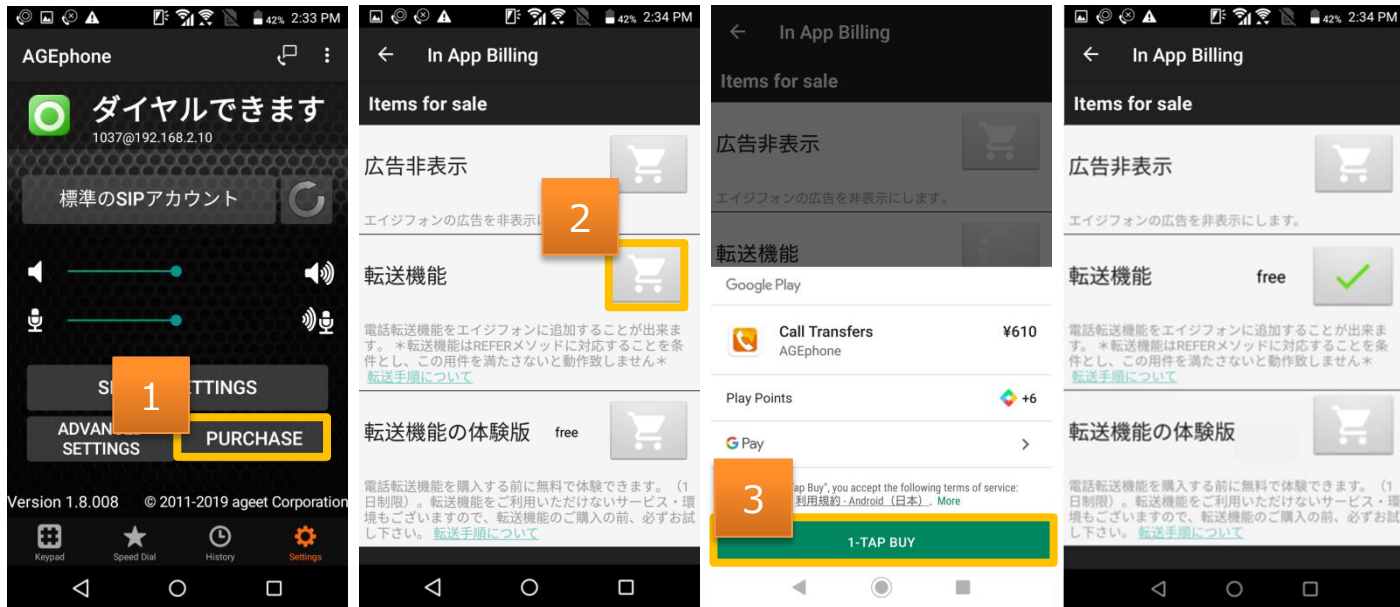 42% 2:33 PM
AGEphone
ダイヤルできます
1037@192.168.2.10
標準のSIPアカウント
1
ADVAN
SETTINGS
PURCHASE
Version 1.8.008 © 2011-2019 ageet Corporation
Keypad Speed Dial History Settings
42% 2:34 PM
In App Billing
Items for sale
広告非表示
エイジフォンの広告を非表示に
2
転送機能
電話転送機能をエイジフォンに追加することが出来ま
す。 *転送機能はREFERメソッドに対応することを条
件とし、この用件を満たさないと動作致しません*
転送手順について
転送機能の体験版 free
電話転送機能を購入する前に無料で体験できます。（1
日制限）。転送機能をご利用いただけないサービス・環
境もございますので、転送機能のご購入の前、必ずお試
し下さい。 転送手順について
In App Billing
Items for sale
広告非表示
エイジフォンの広告を非表示にします。
転送機能
Google Play
Call Transfers ¥610
AGEphone
Play Points +6
G Pay
3
Buy", you accept the following terms of service:
利用規約 - Android（日本）. More
1-TAP BUY
42% 2:34 PM
In App Billing
Items for sale
広告非表示
エイジフォンの広告を非表示にします。
転送機能 free
電話転送機能をエイジフォンに追加することが出来ま
す。 *転送機能はREFERメソッドに対応することを条
件とし、この用件を満たさないと動作致しません*
転送手順について
転送機能の体験版
電話転送機能を購入する前に無料で体験できます。（1
日制限）。転送機能をご利用いただけないサービス・環
境もございますので、転送機能のご購入の前、必ずお試
し下さい。 転送手順について